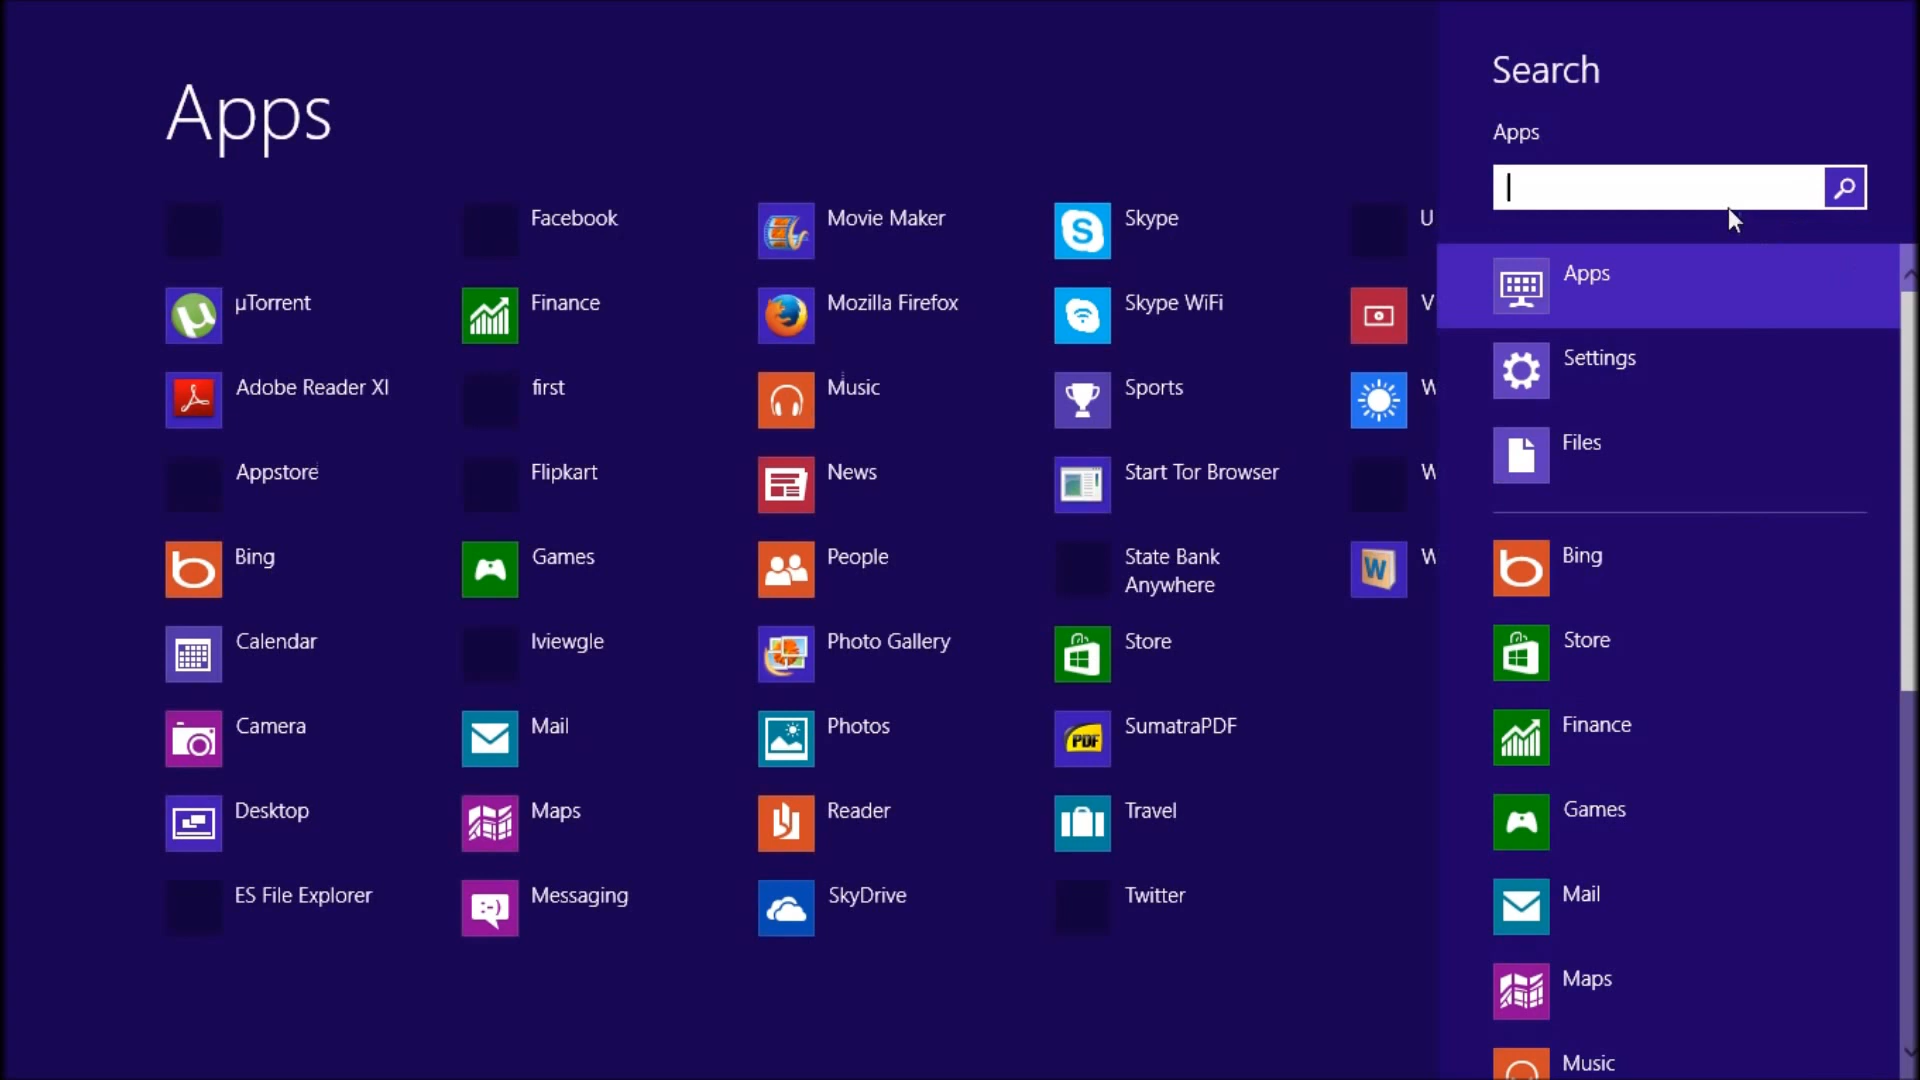 Apps
µTorrent
Adobe Reader XI
Appstore
Bing
Calendar
Camera
Desktop
ES File Explorer
Facebook
Finance
first
Flipkart
Games
Iviewgle
Mail
Maps
Messaging
Movie Maker
Mozilla Firefox
Music
News
People
Photo Gallery
Photos
Reader
SkyDrive
Skype
Skype WiFi
Sports
Start Tor Browser
State Bank
Anywhere
Store
SumatraPDF
PDF
Travel
Twitter
U
V
W
W
W
Search
Apps
Apps
Settings
Files
Bing
Store
Finance
Games
Mail
Maps
Music